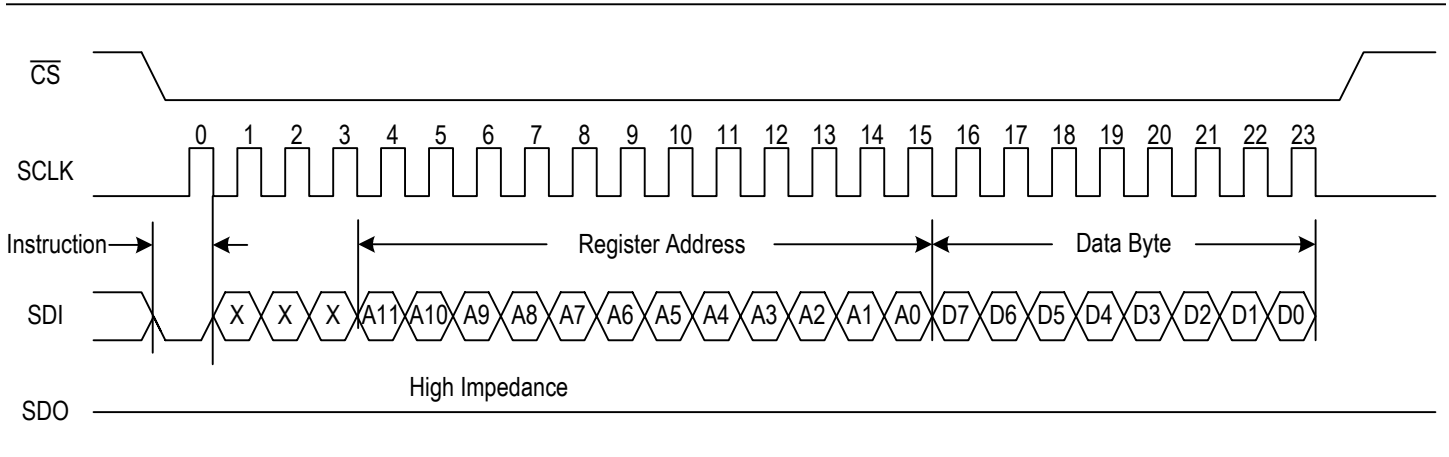 CS
0 1 2 3 4 5 6 7 8 9 10 11 12 13 14 15 16 17 18 19 20 21 22 23
SCLK
Instruction Register Address Data Byte
SDI X X X A11 A10 A9 A8 A7 A6 A5 A4 A3 A2 A1 A0 D7 D6 D5 D4 D3 D2 D1 D0
High Impedance
SDO